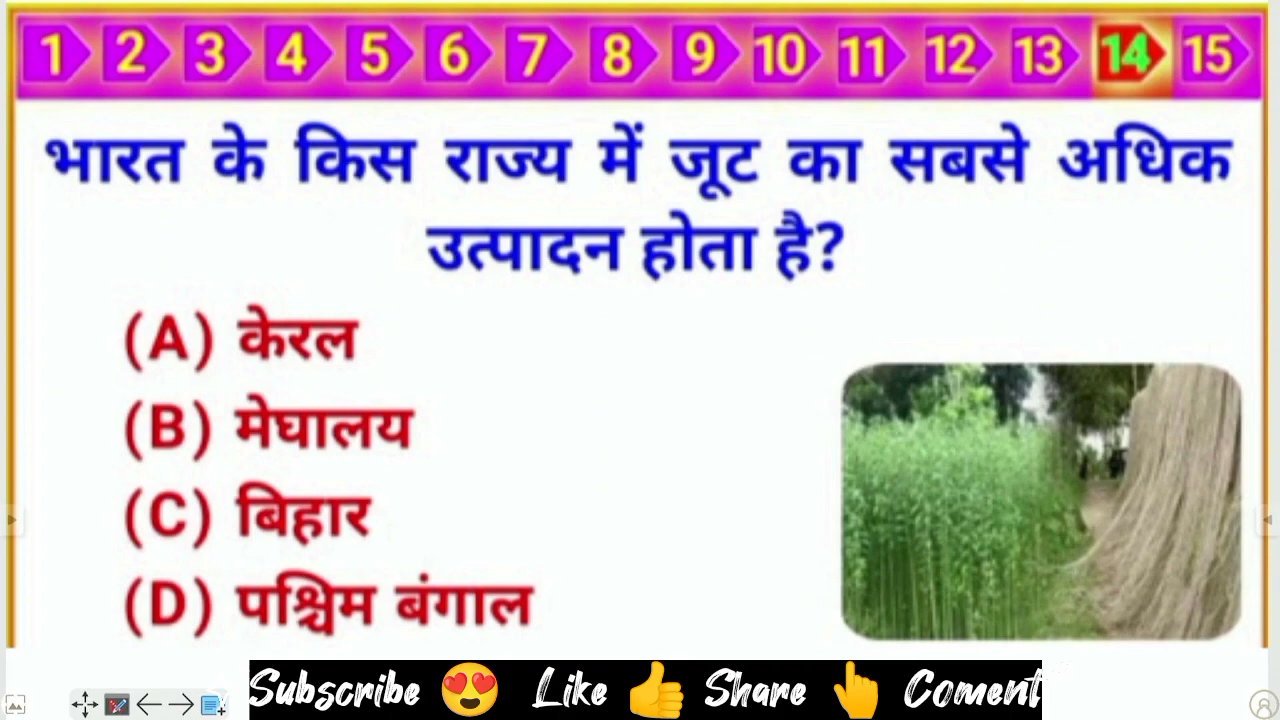 1 2 3 4 5 6 7 8 9 10 11 12 13 14 15
भारत के किस राज्य में जूट का सबसे अधिक
उत्पादन होता है?
(A) केरल
(B) मेघालय
(C) बिहार
(D) पश्चिम बंगाल
Subscribe 😍 Like 👍 Share 👆 Coment